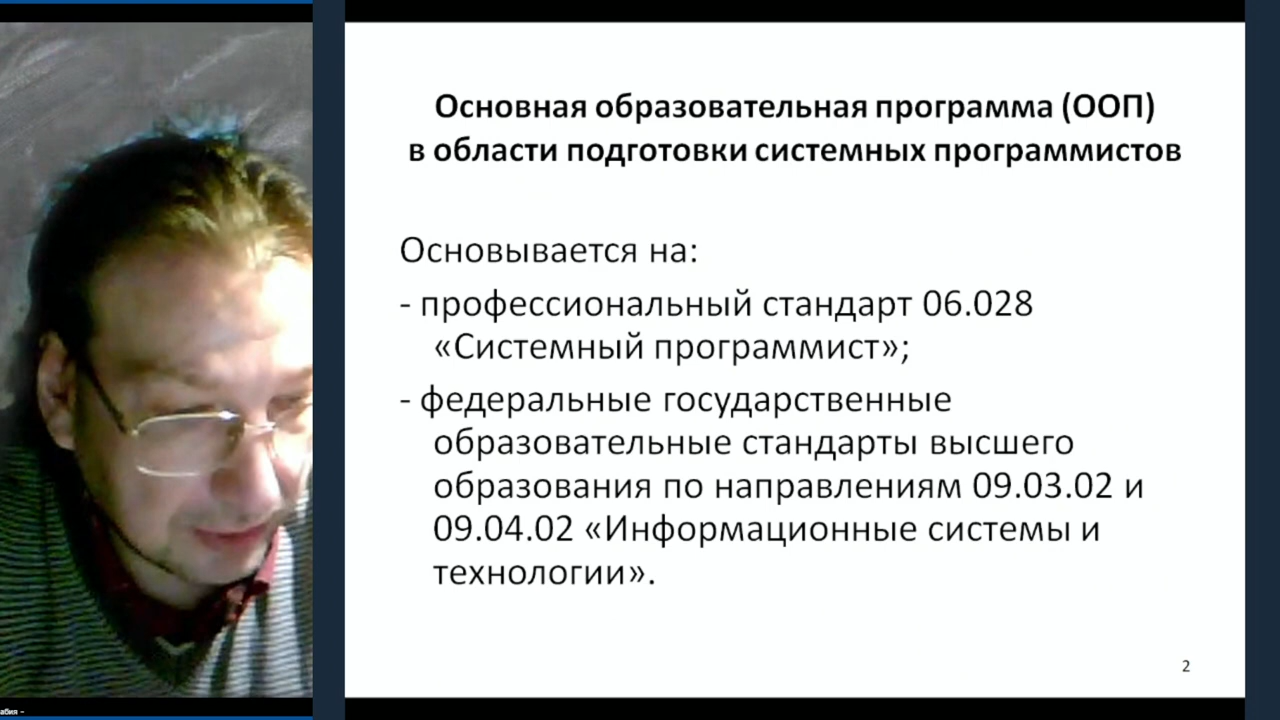 Основная образовательная программа (ООП)
в области подготовки системных программистов
Основывается на:
- профессиональный стандарт 06.028
«Системный программист»;
- федеральные государственные
образовательные стандарты высшего
образования по направлениям 09.03.02 и
09.04.02 «Информационные системы и
технологии».
2